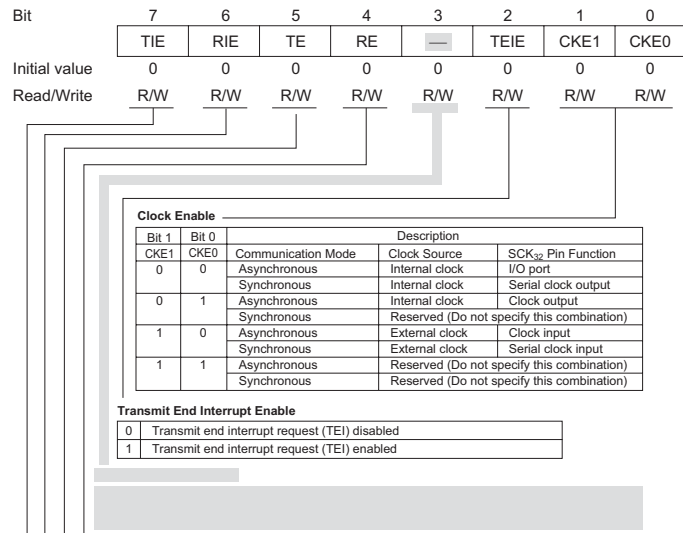 Bit 7 6 5 4 3 2 1 0
TIE RIE TE RE — TEIE CKE1 CKE0
Initial value 0 0 0 0 0 0 0 0
Read/Write R/W R/W R/W R/W R/W R/W R/W R/W
Clock Enable
Bit 1 Bit 0 Description
CKE1 CKE0 Communication Mode Clock Source SCK32 Pin Function
0 0 Asynchronous Internal clock I/O port
Synchronous Internal clock Serial clock output
0 1 Asynchronous Internal clock Clock output
Synchronous Reserved (Do not specify this combination)
1 0 Asynchronous External clock Clock input
Synchronous External clock Serial clock input
1 1 Asynchronous Reserved (Do not specify this combination)
Synchronous Reserved (Do not specify this combination)
Transmit End Interrupt Enable
0 Transmit end interrupt request (TEI) disabled
1 Transmit end interrupt request (TEI) enabled